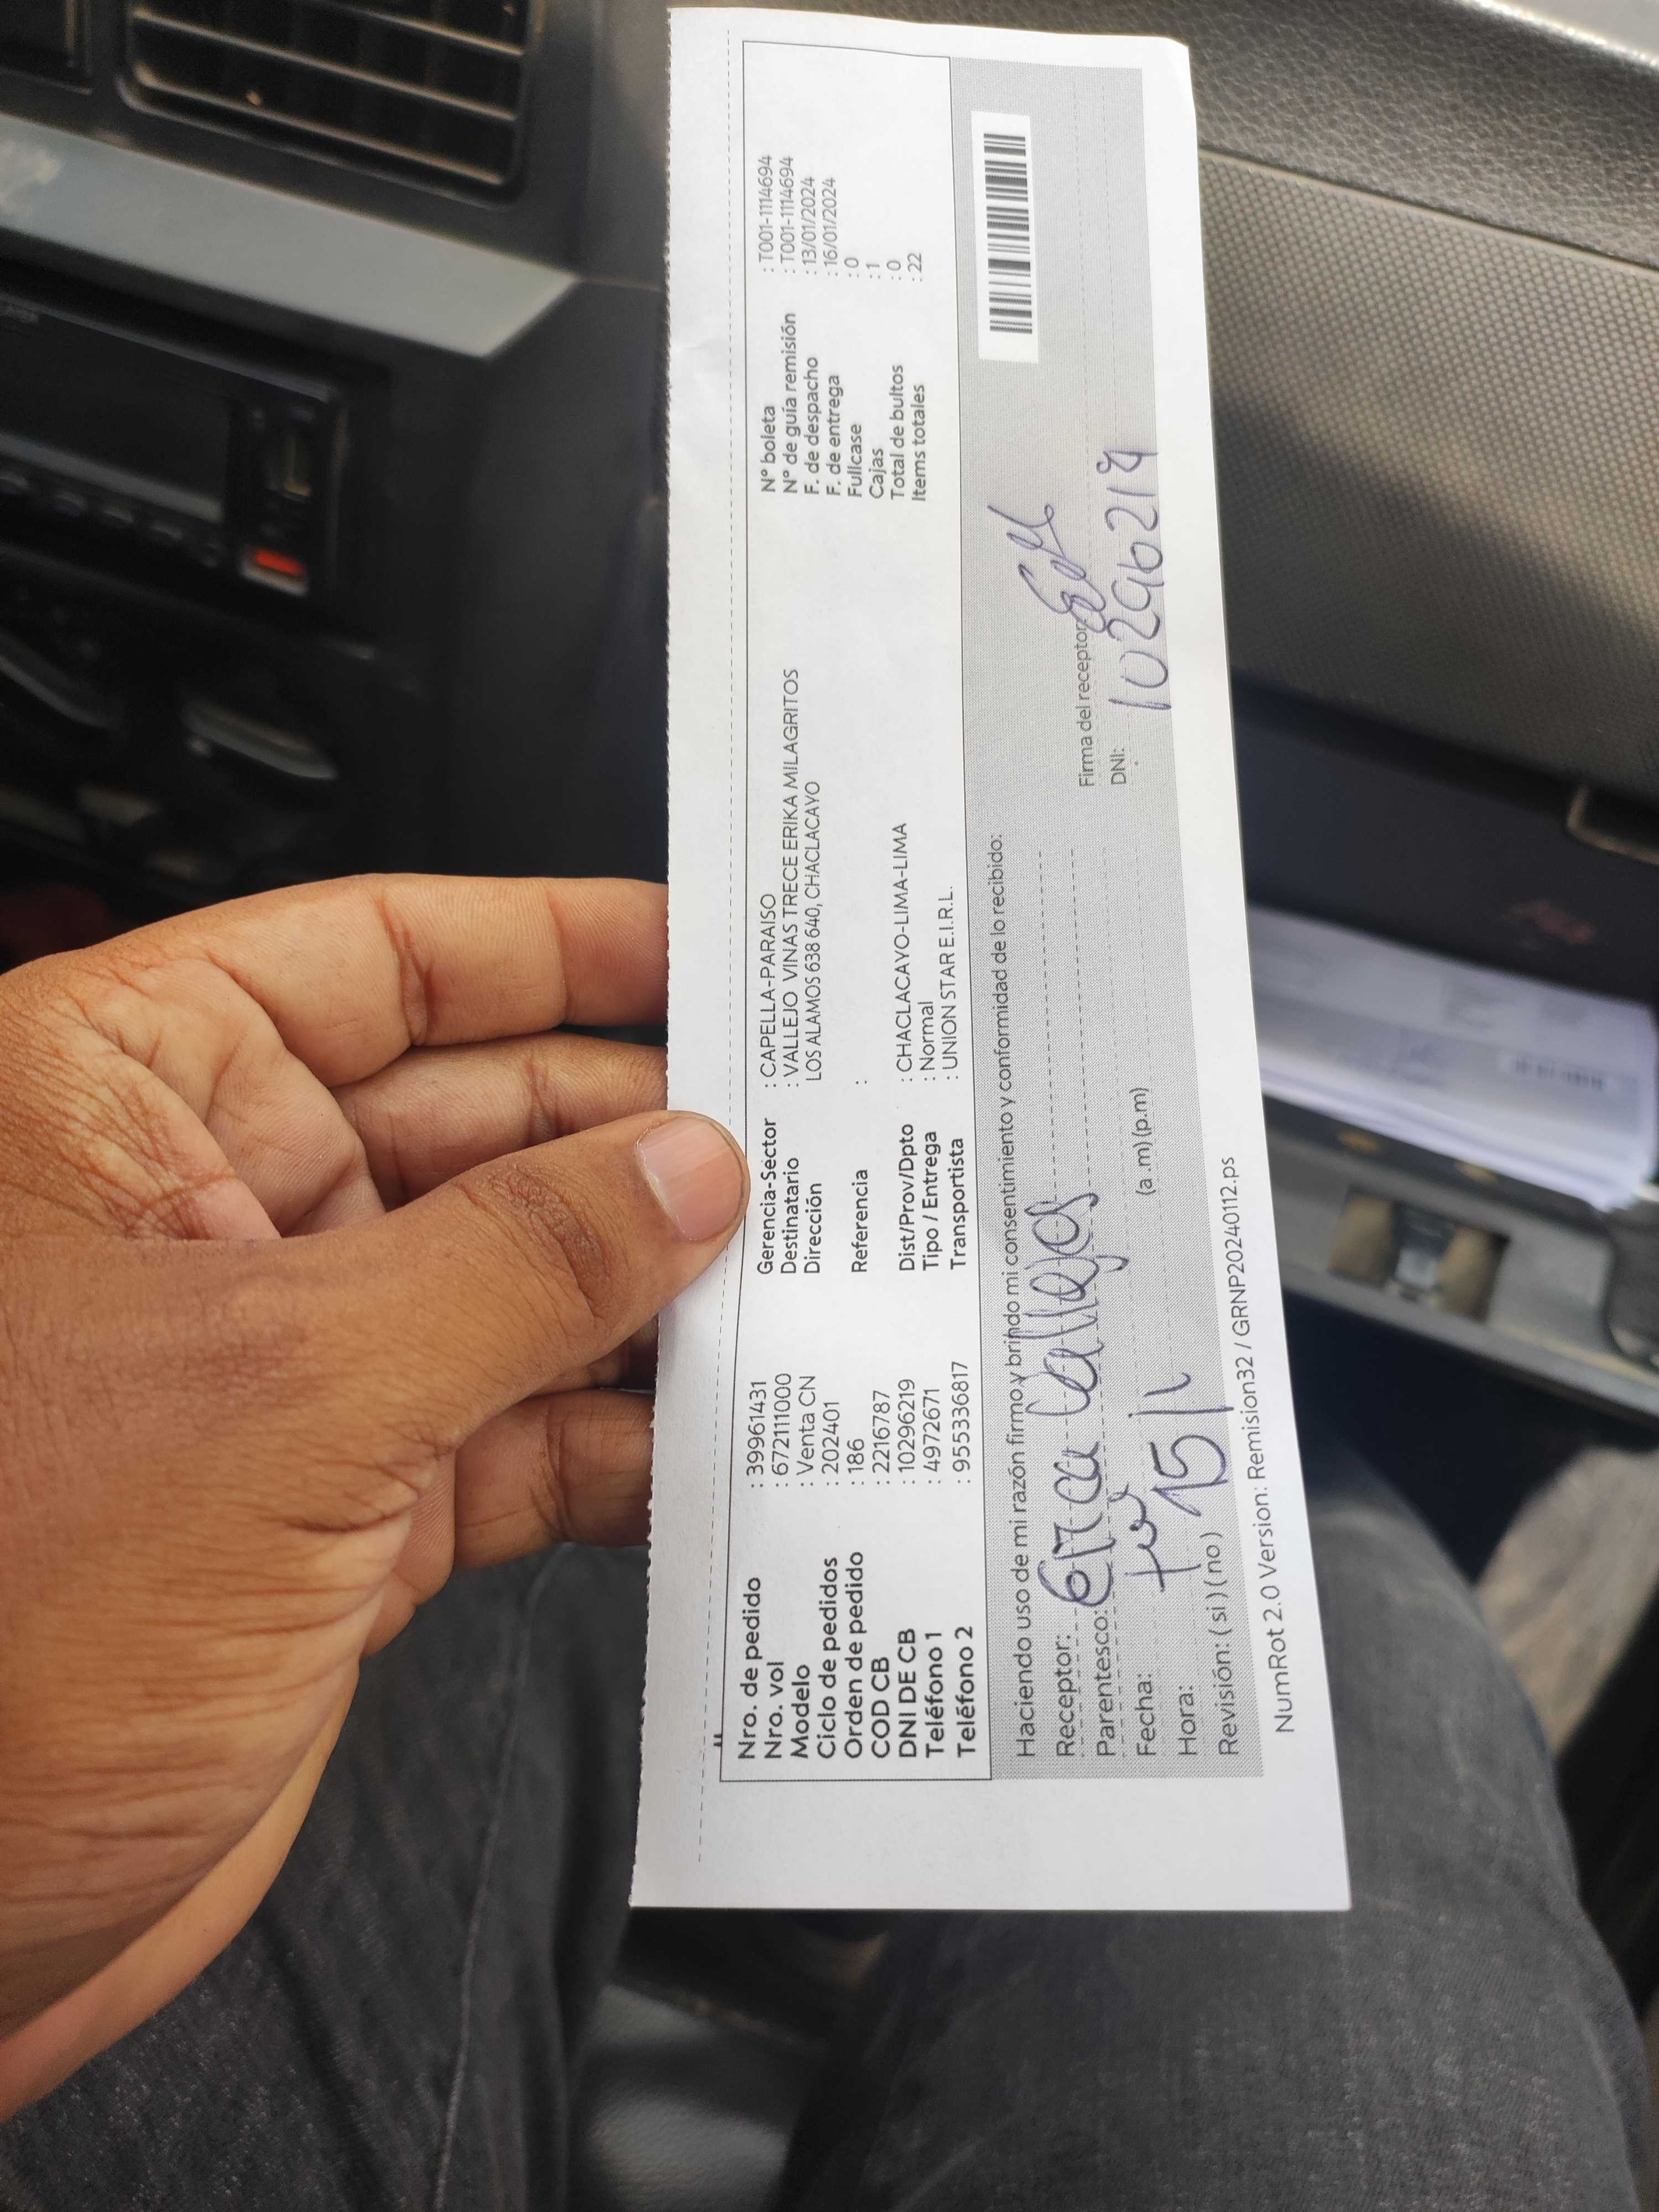 Nro. de pedido : 39961431
Nro. vol : 672111000
Modelo : Venta CN
Ciclo de pedidos : 202401
Orden de pedido : 186
COD CB : 2216787
DNI DE CB : 10296219
Teléfono 1 : 4972671
Teléfono 2 : 955336817
Gerencia-Sector : CAPELLA-PARAISO
Destinatario : VALLEJO VINAS TRECE ERIKA MILAGRITOS
Dirección LOS ALAMOS 638 640, CHACLACAYO
Referencia :
Dist/Prov/Dpto : CHACLACAYO-LIMA-LIMA
Tipo / Entrega : Normal
Transportista : UNION STAR E.I.R.L.
N° boleta : T001-1114694
N° de guía remisión : T001-1114694
F. de despacho : 13/01/2024
F. de entrega : 16/01/2024
Fullcase : 0
Cajas : 1
Total de bultos : 0
Items totales : 22
Haciendo uso de mi razón firmo y brindo mi consentimiento y conformidad de lo recibido:
Receptor:
Parentesco:
Fecha: 15
Hora: (a .m) (p.m)
Revisión: ( si ) ( no )
Firma del receptor:
DNI: 10296219
NumRot 2.0 Version: Remision32 / GRNP20240112.ps